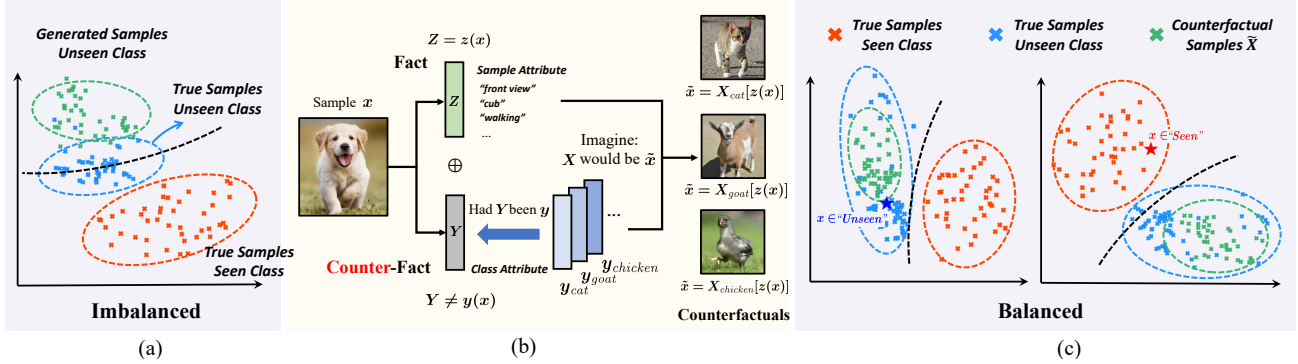 Generated Samples
Unseen Class
True Samples
Unseen Class
True Samples
Seen Class
Imbalanced
(a)
Z = z(x)
Fact
Sample x
Z
Sample Attribute
"front view"
"cub"
"walking"
...
⊕
Imagine:
X would be x̃
Had Y been y
...
Y
Counter-Fact
Class Attribute
y_cat
y_goat
y_chicken
Y ≠ y(x)
x̃ = X_cat[z(x)]
x̃ = X_goat[z(x)]
x̃ = X_chicken[z(x)]
Counterfactuals
(b)
True Samples
Seen Class
True Samples
Unseen Class
Counterfactual
Samples X̃
x ∈ "Unseen"
x ∈ "Seen"
Balanced
(c)